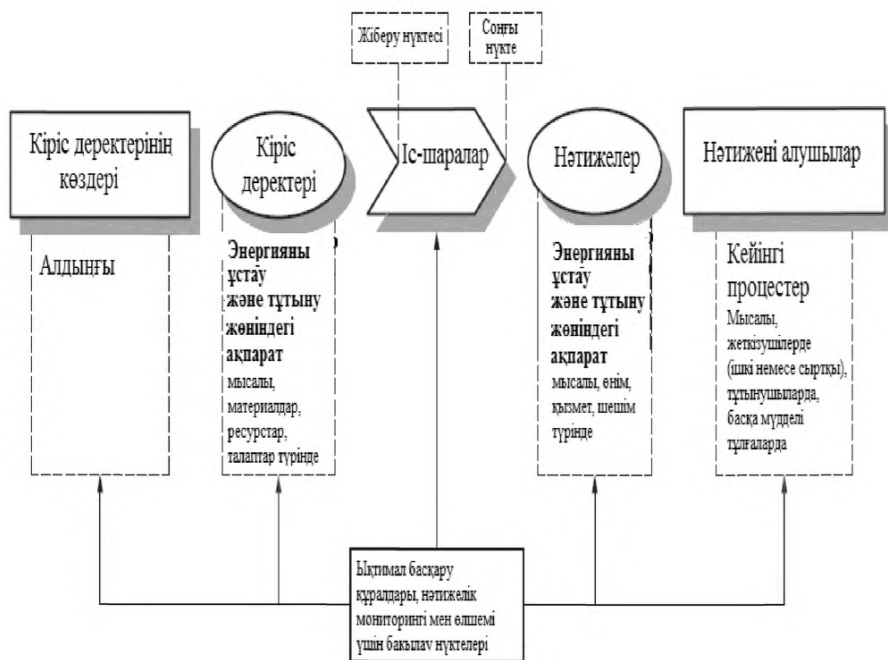 Жіберу нүктесі
Соңғы
нүкте
Кіріс деректерінің
көздері
Кіріс
деректері
Іс-шаралар
Нәтижелер
Нәтижені алушылар
Алдыңғы
Энергияны
ұстау
және тұтыну
жөніндегі
ақпарат
мысалы,
материалдар,
ресурстар,
талаптар түрінде
Энергияны
ұстау
және тұтыну
жөніндегі
ақпарат
мысалы, өнім,
қызмет, шешім
түрінде
Кейінгі
процестер
Мысалы,
жеткізушілерде
(ішкі немесе сыртқы),
тұтынушыларда,
басқа мүдделі
тұлғаларда
Ықтимал басқару
құралдары, нәтижелік
мониторингі мен өлшемі
үшін бақылау нүктелері